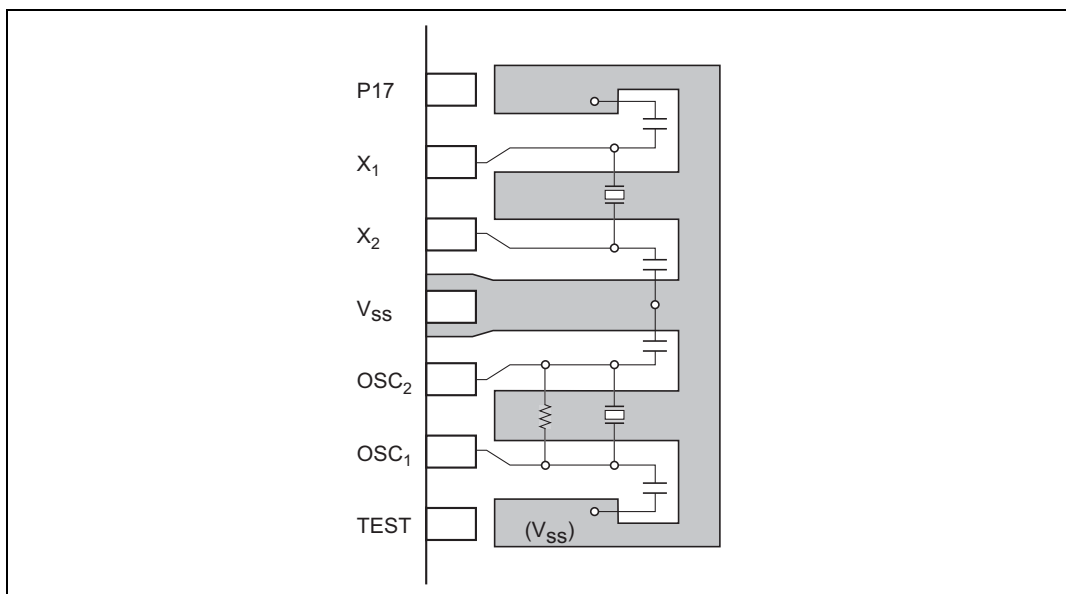 P17
X1
X2
Vss
OSC2
OSC1
TEST
(Vss)